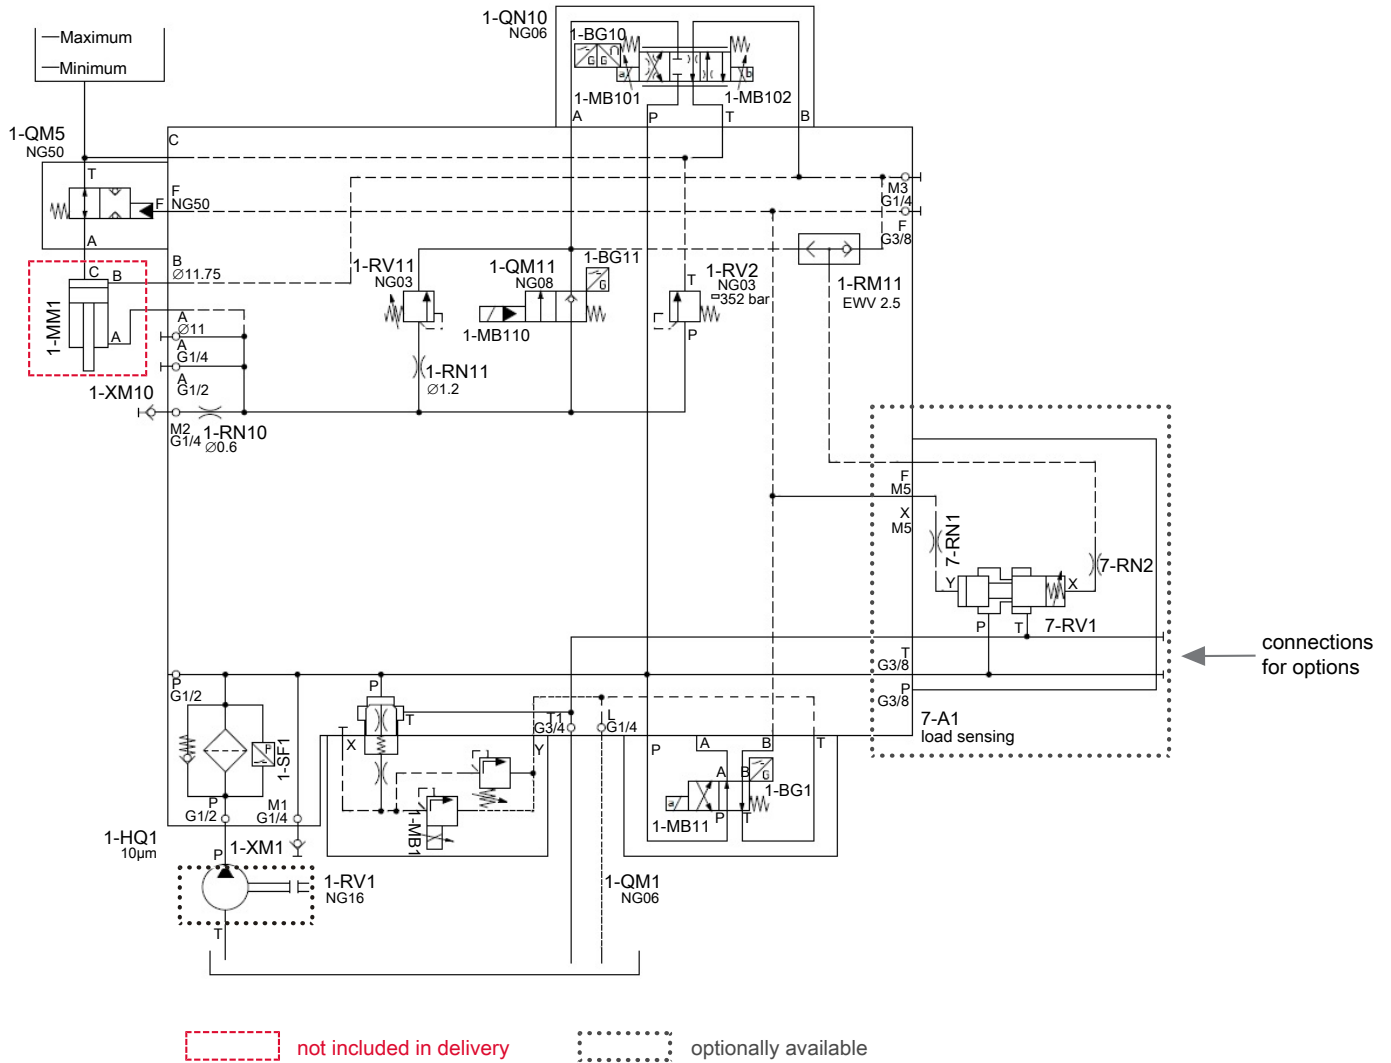 Maximum
Minimum
1-QM5
NG50
T
F
F
NG50
A
C
1-QN10
NG06
1-BG10
G
G
a
b
1-MB101
1-MB102
A
P
T
B
M3
G1/4
F
G3/8
C
B
A
1-MM1
B
Ø11.75
A
Ø11
A
G1/4
A
G1/2
1-XM10
M2
G1/4
1-RN10
Ø0.6
1-RV11
NG03
1-QM11
NG08
1-BG11
G
1-MB110
1-RN11
Ø1.2
1-RV2
NG03
352 bar
T
P
1-RM11
EWV 2.5
F
M5
X
M5
7-RN1
7-RN2
Y
X
P
T
7-RV1
T
G3/8
P
G3/8
7-A1
load sensing
connections
for options
P
G1/2
1-SF1
P
P
G1/2
M1
G1/4
1-HQ1
10µm
P
1-XM1
T
1-RV1
NG16
X
P
T
1-MB1
Y
T1
G3/4
L
G1/4
1-QM1
NG06
P
A
B
T
A
B
G
1-BG1
a
1-MB11
P
T
not included in delivery
optionally available